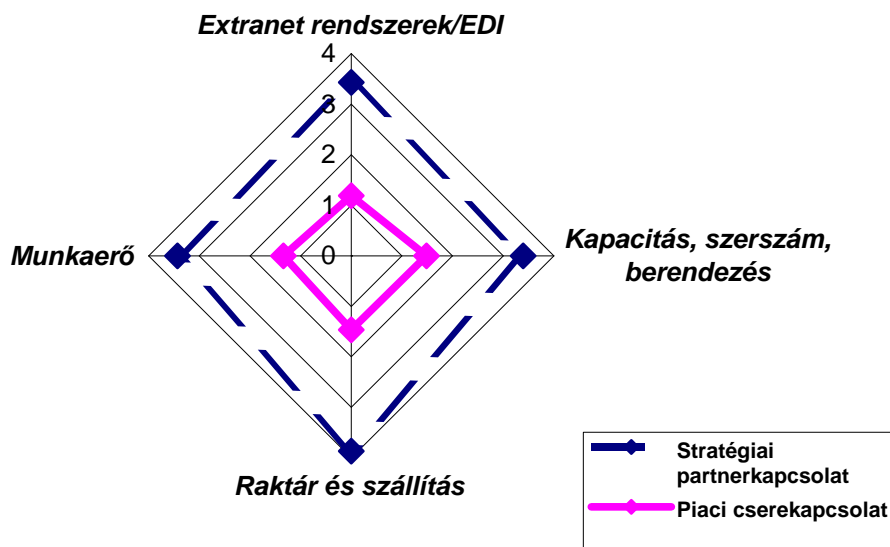 Extranet rendszerek/EDI
4
3
2
1
0
Munkaerő
Kapacitás, szerszám,
berendezés
Raktár és szállítás
Stratégiai
partnerkapcsolat
Piaci cserekapcsolat